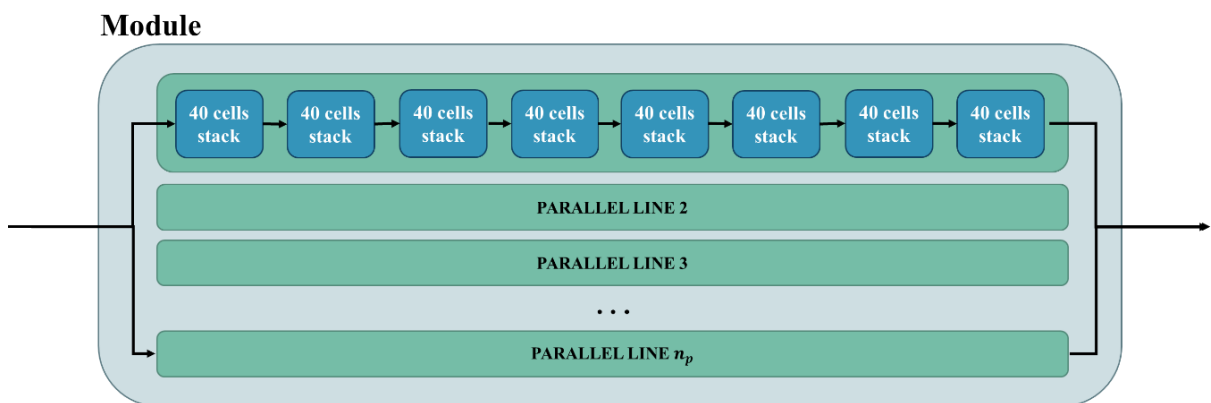 Module
40 cells
stack
40 cells
stack
40 cells
stack
40 cells
stack
40 cells
stack
40 cells
stack
40 cells
stack
40 cells
stack
PARALLEL LINE 2
PARALLEL LINE 3
...
PARALLEL LINE nₚ